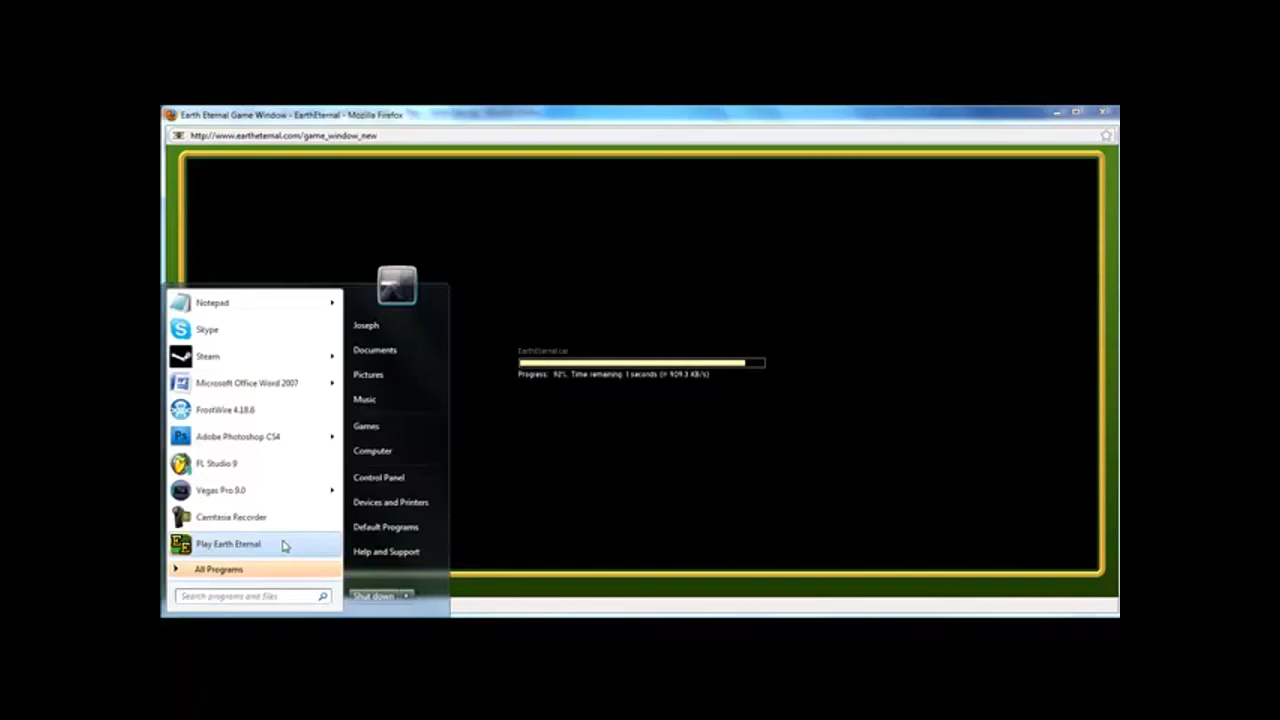 Earth Eternal Game Window - EarthEternal - Mozilla Firefox
http://www.eartheternal.com/game_window_new
Notepad
Skype
Steam
Microsoft Office Word 2007
FrostWire 4.18.6
Ps
Adobe Photoshop CS4
FL Studio 9
Vegas Pro 9.0
Camtasia Recorder
Play Earth Eternal
All Programs
Search programs and files
Joseph
Documents
Pictures
Music
Games
Computer
Control Panel
Devices and Printers
Default Programs
Help and Support
Shut down
EarthEternal.car
Progress: 92%. Time remaining 1 seconds (@ 909.3 KB/s)